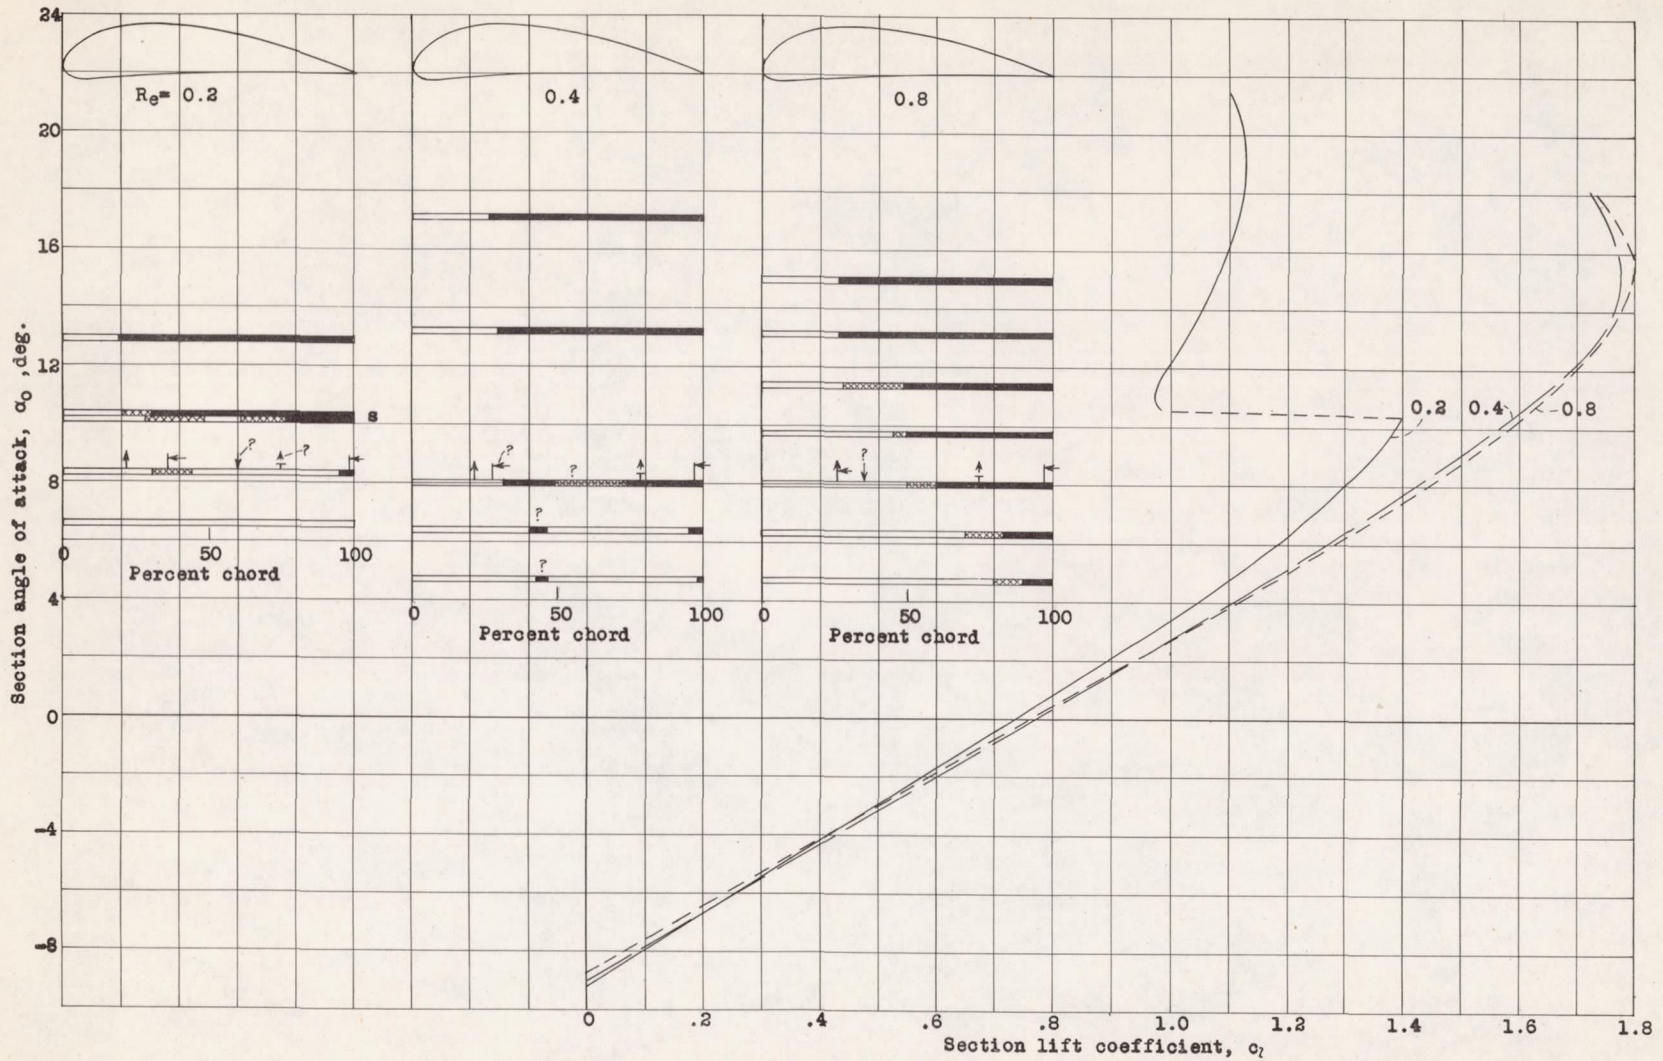 24
20
16
12
8
4
0
-4
-8
Section angle of attack, α₀ ,deg.
Re= 0.2
0.4
0.8
s
? ?
? ?
?
?
?
0 50 100
Percent chord
0 50 100
Percent chord
0 50 100
Percent chord
0.2 0.4 0.8
0 .2 .4 .6 .8 1.0 1.2 1.4 1.6 1.8
Section lift coefficient, cl